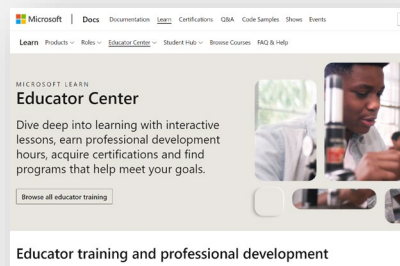 Microsoft Docs Documentation Learn Certifications Q&A Code Samples Shows Events
Learn Products Roles Educator Center Student Hub Browse Courses FAQ & Help
MICROSOFT LEARN
Educator Center
Dive deep into learning with interactive
lessons, earn professional development
hours, acquire certifications and find
programs that help meet your goals.
Browse all educator training
Educator training and professional development